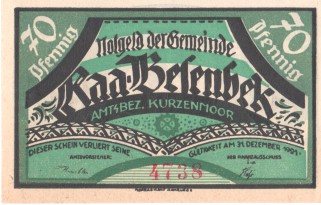 70 Pfennig
70 Pfennig
Notgeld der Gemeinde
Raa-Besenbek
AMTSBEZ. KURZENMOOR
DIESER SCHEIN VERLIERT SEINE
GÜLTIGKEIT AM 31. DEZEMBER 1921.
AMTSVORSTEHER.
4738